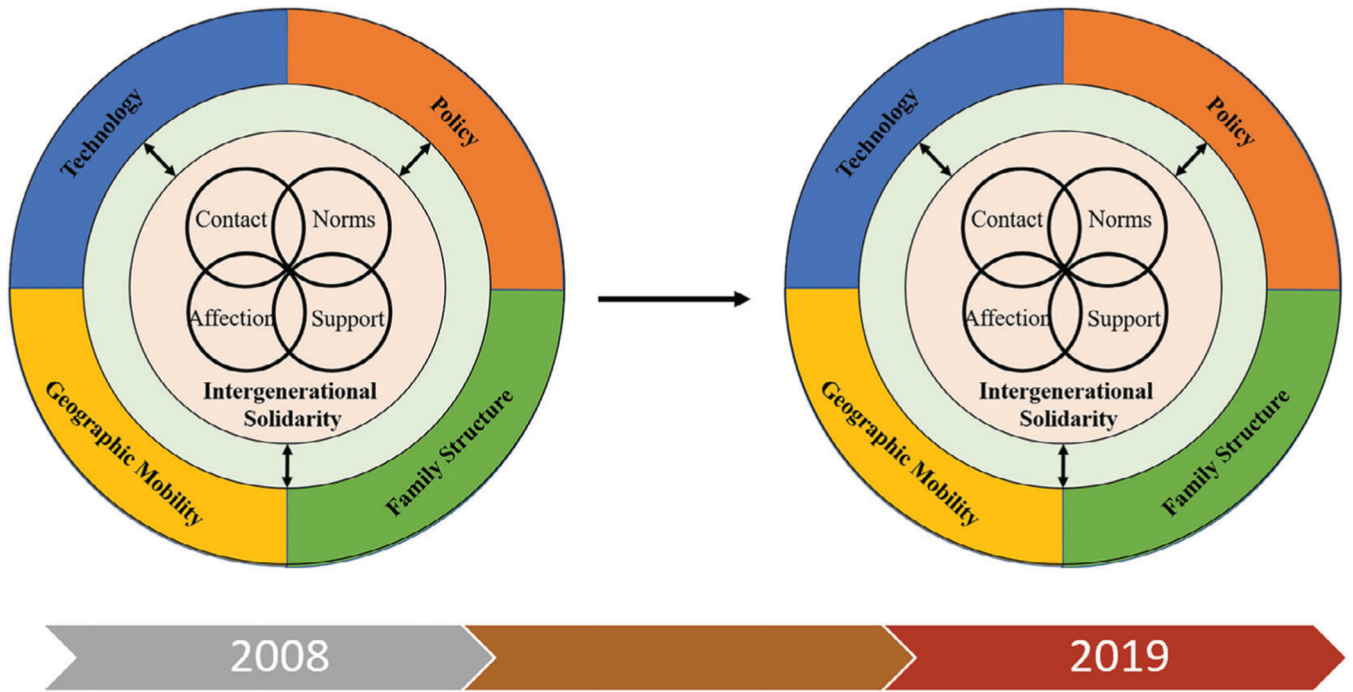 Technology
Policy
Contact
Norms
Affection
Support
Intergenerational
Solidarity
Geographic Mobility
Family Structure
Technology
Policy
Contact
Norms
Affection
Support
Intergenerational
Solidarity
Geographic Mobility
Family Structure
2008
2019